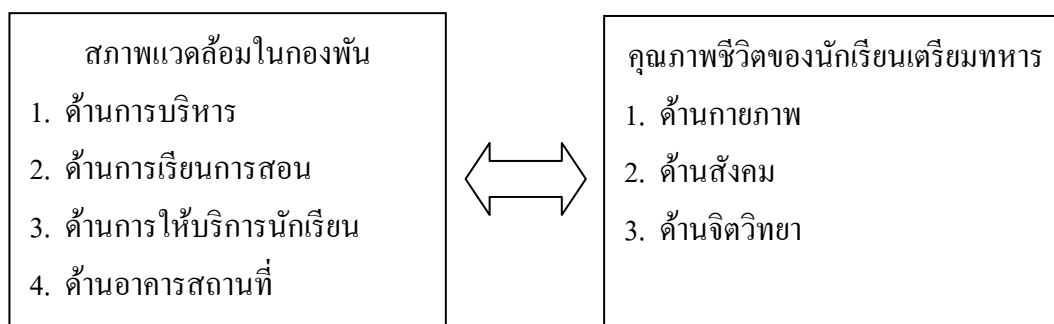 สภาพแวดล้อมในกองพัน
1. ด้านการบริหาร
2. ด้านการเรียนการสอน
3. ด้านการให้บริการนักเรียน
4. ด้านอาคารสถานที่
คุณภาพชีวิตของนักเรียนเตรียมทหาร
1. ด้านกายภาพ
2. ด้านสังคม
3. ด้านจิตวิทยา